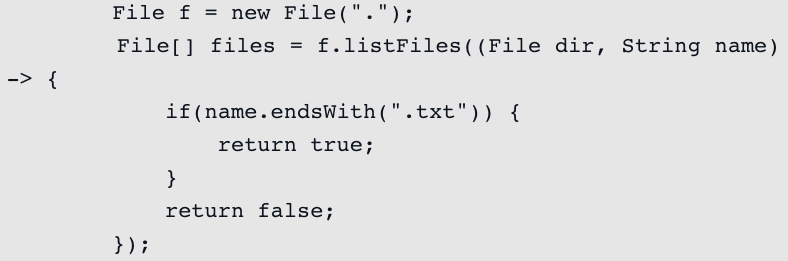 File f = new File(".");
File[] files = f.listFiles((File dir, String name)
-> {
if(name.endsWith(".txt")) {
return true;
}
return false;
});